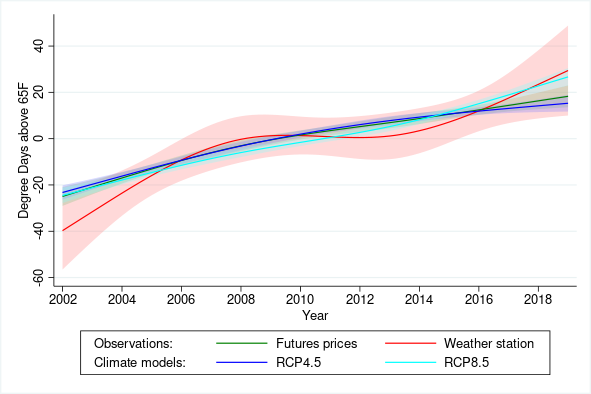 Degree Days above 65F
40
20
0
-20
-40
-60
2002 2004 2006 2008 2010 2012 2014 2016 2018
Year
Observations: Futures prices Weather station
Climate models: RCP4.5 RCP8.5